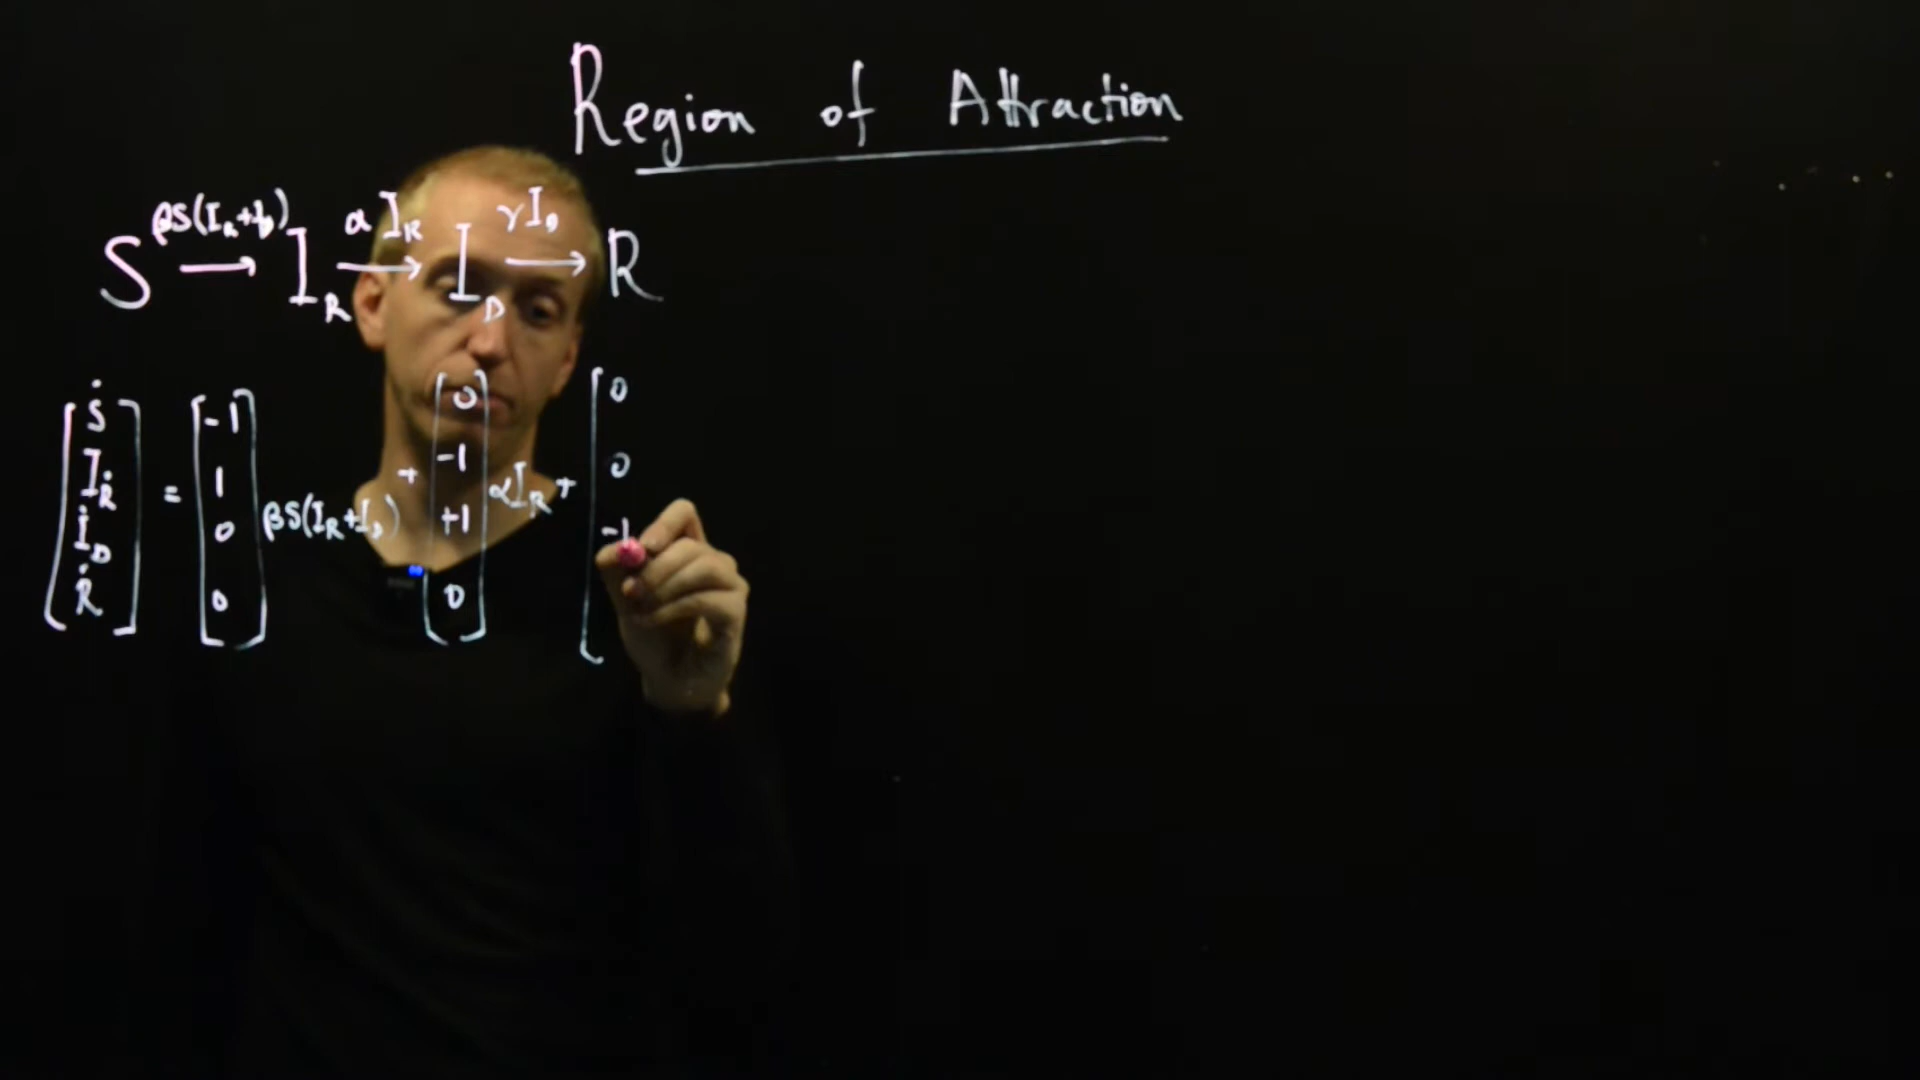 Region of Attraction
S βS(I_R+I_D) → I_R α I_R → I_D γI_D → R
[Ṡ İ_R İ_D Ṙ] = [-1 1 0 0] βS(I_R+I_D) + [0 -1 +1 0] αI_R + [0 0 -1